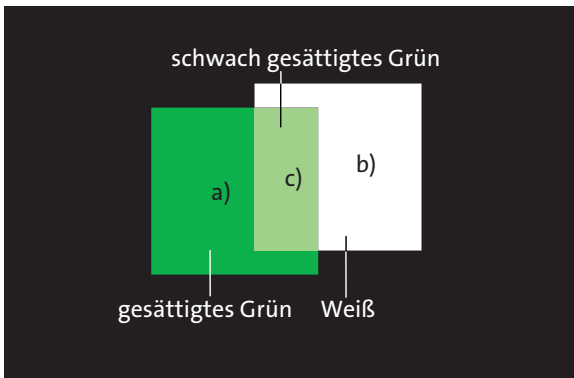 schwach gesättigtes Grün
a)
c)
b)
gesättigtes Grün
Weiß